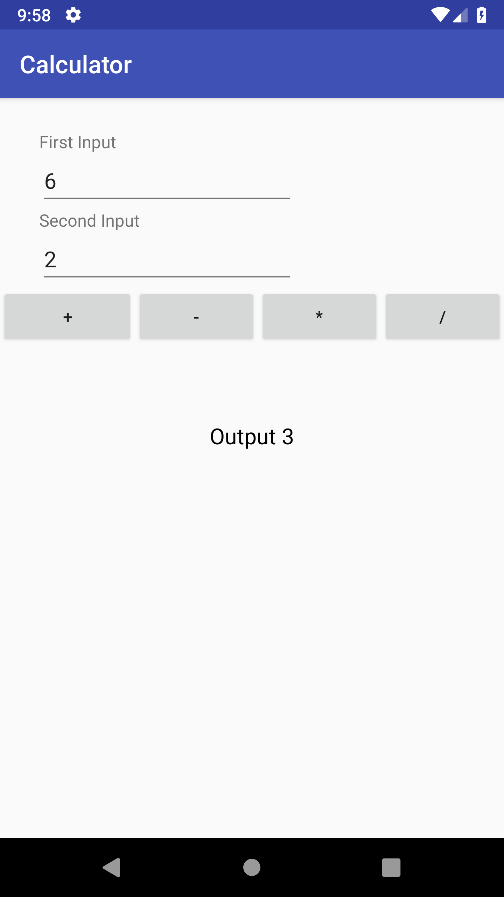 9:58
Calculator
First Input
6
Second Input
2
+ - * /
Output 3